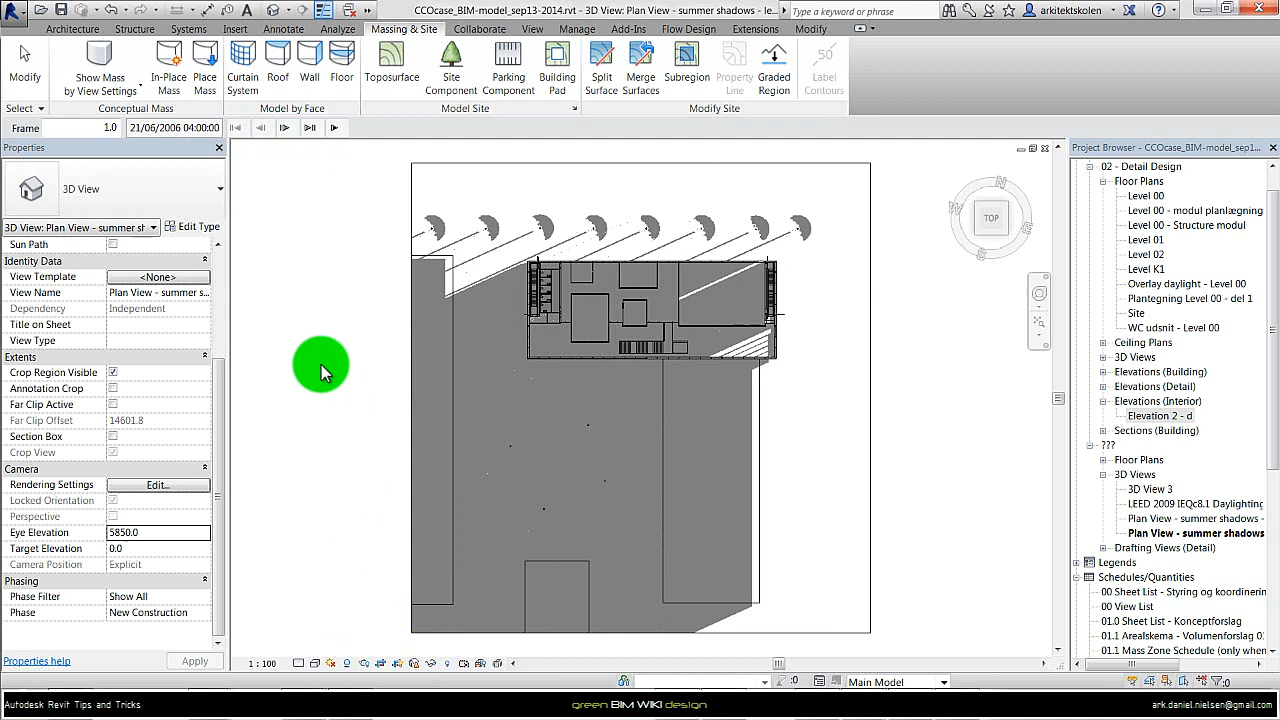 CCOcase_BIM-model_sep13-2014.rvt - 3D View: Plan View - summer shadows - le...
Type a keyword or phrase
arkitektskolen
Architecture Structure Systems Insert Annotate Analyze Massing & Site Collaborate View Manage Add-Ins Flow Design Extensions Modify
Modify
Show Mass
by View Settings
In-Place
Mass
Place
Mass
Curtain
System
Roof
Wall
Floor
Toposurface
Site
Component
Parking
Component
Building
Pad
Split
Surface
Merge
Surfaces
Subregion
Property
Line
Graded
Region
50
Label
Contours
Select
Conceptual Mass
Model by Face
Model Site
Modify Site
Frame 1.0 21/06/2006 04:00:00
Properties
3D View
3D View: Plan View - summer sh
Edit Type
Sun Path
Identity Data
View Template <None>
View Name Plan View - summer s...
Dependency Independent
Title on Sheet
View Type
Extents
Crop Region Visible
Annotation Crop
Far Clip Active
Far Clip Offset 14601.8
Section Box
Crop View
Camera
Rendering Settings Edit...
Locked Orientation
Perspective
Eye Elevation 5850.0
Target Elevation 0.0
Camera Position Explicit
Phasing
Phase Filter Show All
Phase New Construction
Properties help
Apply
N
W
TOP
E
S
Project Browser - CCOcase_BIM-model_sep1...
02 - Detail Design
Floor Plans
Level 00
Level 00 - modul planlægning
Level 00 - Structure modul
Level 01
Level 02
Level K1
Overlay daylight - Level 00
Plantegning Level 00 - del 1
Site
WC udsnit - Level 00
Ceiling Plans
3D Views
Elevations (Building)
Elevations (Detail)
Elevations (Interior)
Elevation 2 - d
Sections (Building)
???
Floor Plans
3D Views
3D View 3
LEED 2009 IEQc8.1 Daylighting
Plan View - summer shadows -
Plan View - summer shadows
Drafting Views (Detail)
Legends
Schedules/Quantities
00 Sheet List - Styring og koordinerin
00 View List
01.0 Sheet List - Konceptforslag
01.1 Arealskema - Volumenforslag 01
01.1 Mass Zone Schedule (only when
1 : 100
:0
Main Model
:0
Autodesk Revit Tips and Tricks
green BIM WIKI design
ark.daniel.nielsen@gmail.com